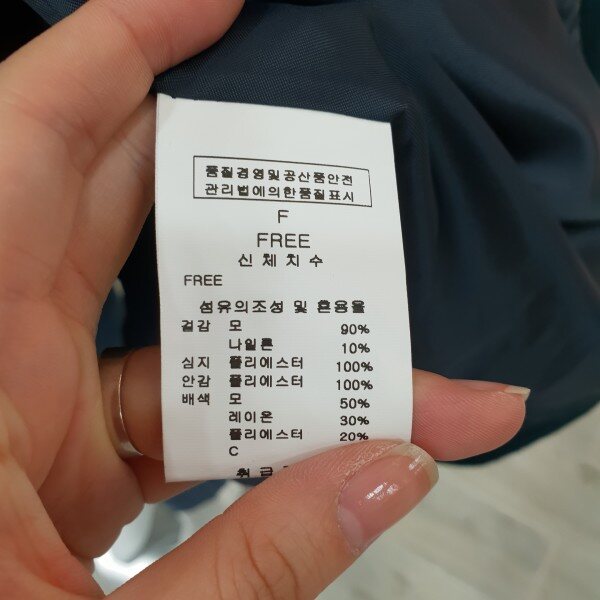 품질경영및공산품안전
관리법에의한품질표시
F
FREE
신체치수
FREE
섬유의조성 및 혼용율
겉감 모 90%
나일론 10%
심지 폴리에스터 100%
안감 폴리에스터 100%
배색 모 50%
레이온 30%
폴리에스터 20%
C
취급